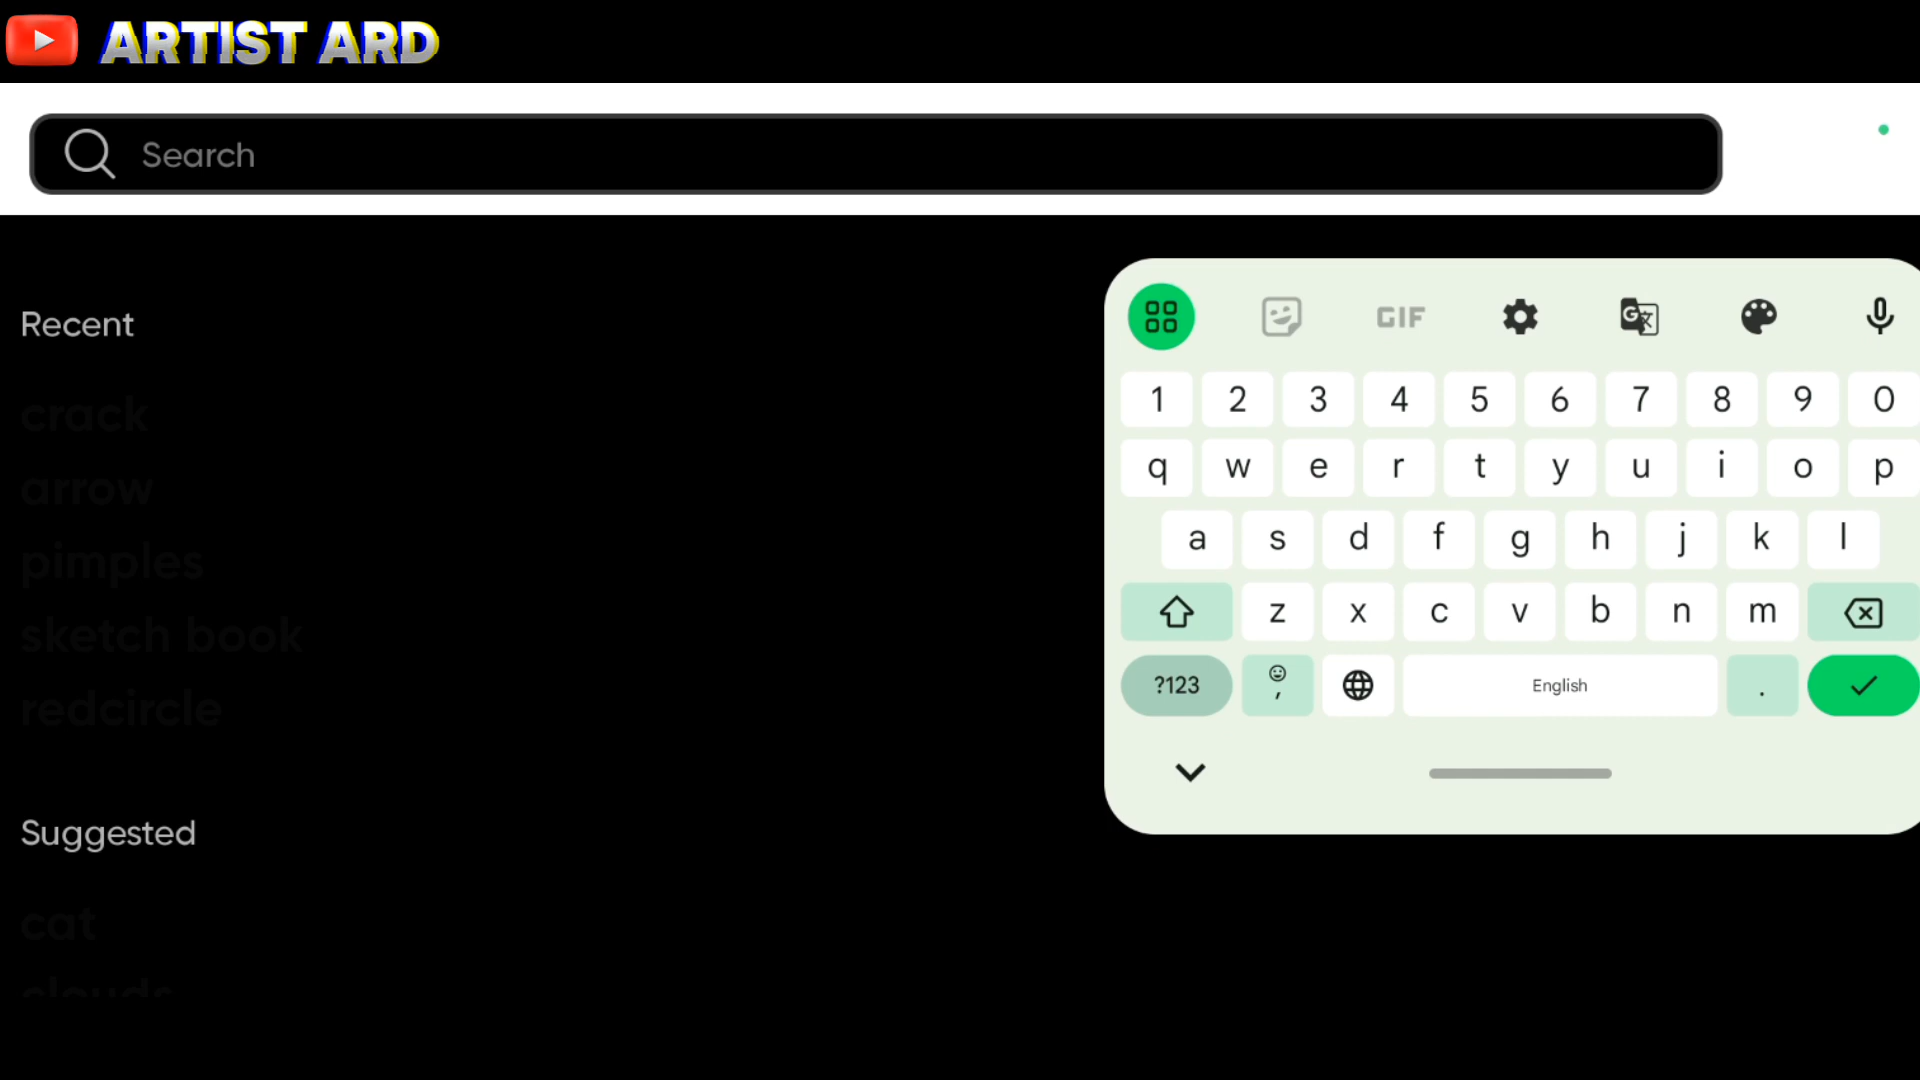 ARTIST ARD
Search
Recent
crack
arrow
pimples
sketch book
redcircle
Suggested
cat
clouds
GIF
1 2 3 4 5 6 7 8 9 0
q w e r t y u i o p
a s d f g h j k l
z x c v b n m
?123 , English .